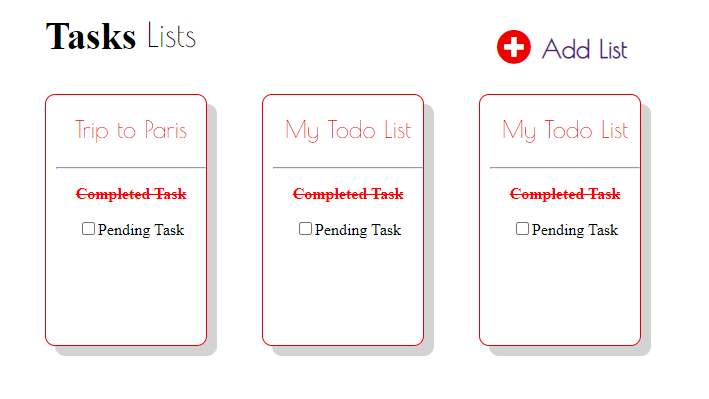 Tasks Lists
Add List
Trip to Paris
Completed Task
Pending Task
My Todo List
Completed Task
Pending Task
My Todo List
Completed Task
Pending Task